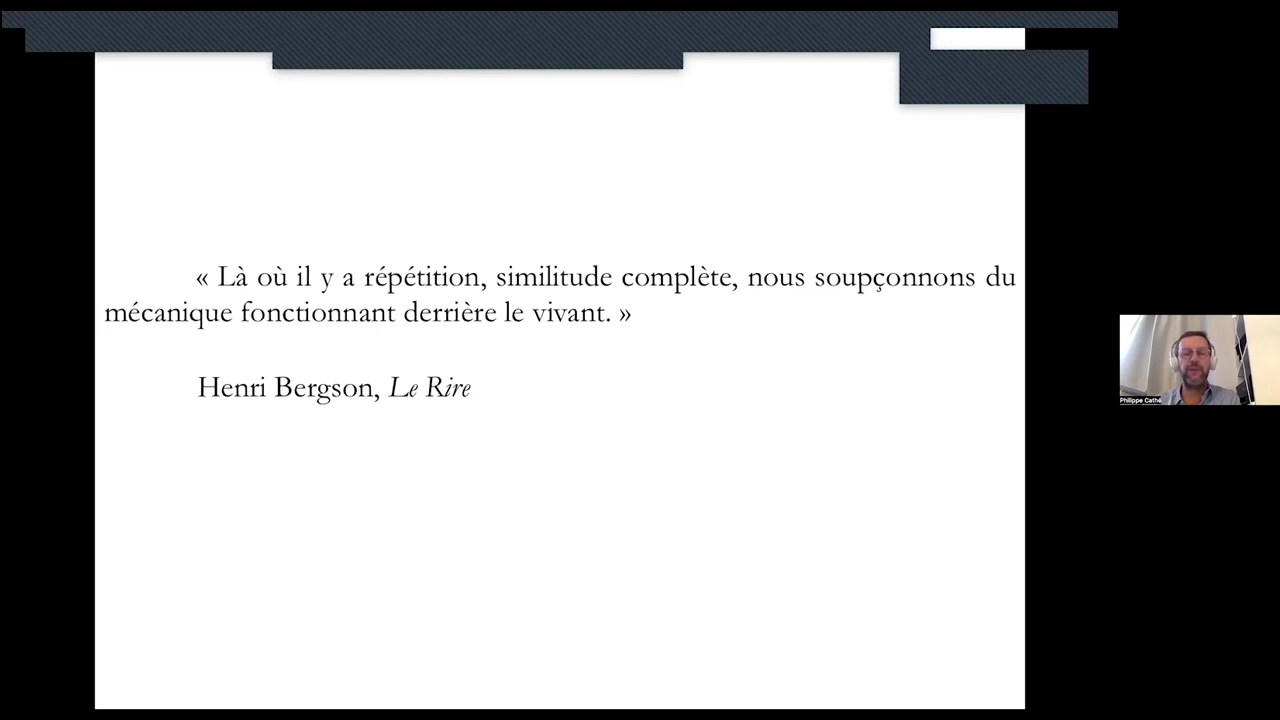 « Là où il y a répétition, similitude complète, nous soupçonnons du
mécanique fonctionnant derrière le vivant. »
Henri Bergson, Le Rire
Philippe Cathé